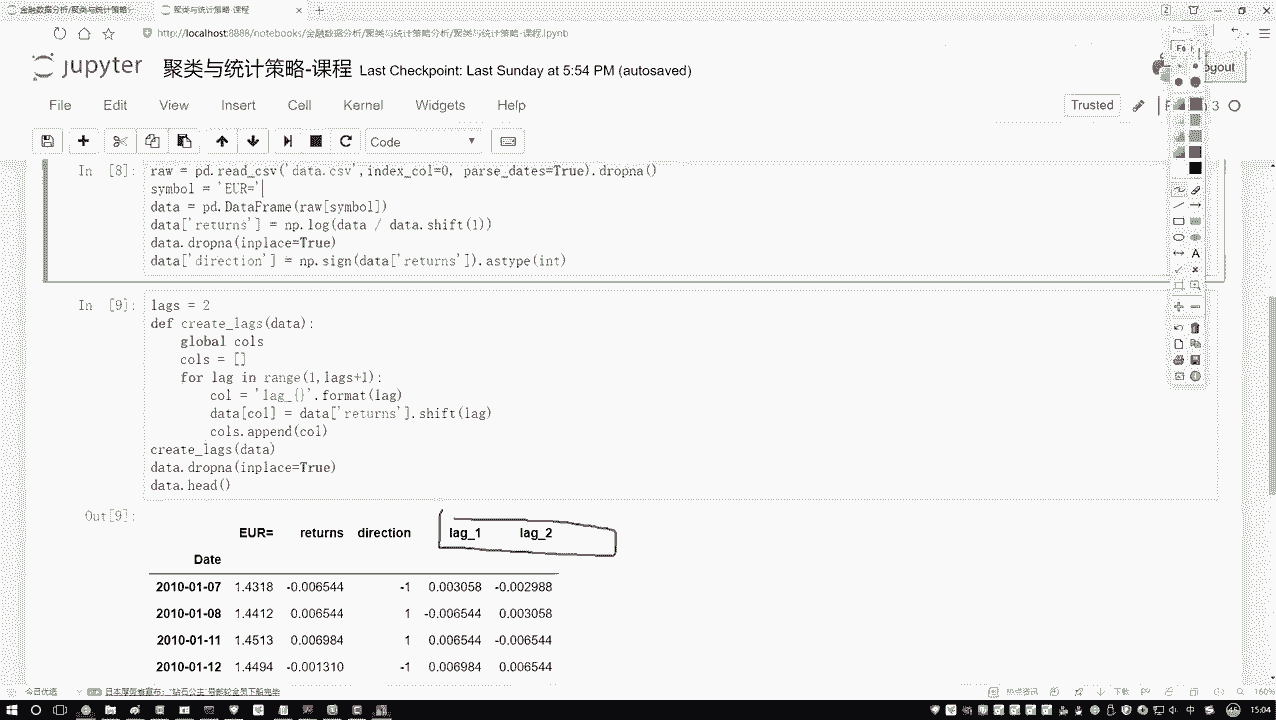 金融数据分析/聚类与统计策略分
聚类与统计策略-课程
http://localhost:8888/notebooks/金融数据分析/聚类与统计策略分析/聚类与统计策略-课程.ipynb
jupyter 聚类与统计策略-课程 Last Checkpoint: Last Sunday at 5:54 PM (autosaved)
File Edit View Insert Cell Kernel Widgets Help
Trusted
Code
In [8]: raw = pd.read_csv('data.csv',index_col=0, parse_dates=True).dropna()
symbol = 'EUR='
data = pd.DataFrame(raw[symbol])
data['returns'] = np.log(data / data.shift(1))
data.dropna(inplace=True)
data['direction'] = np.sign(data['returns']).astype(int)
In [9]: lags = 2
def create_lags(data):
    global cols
    cols = []
    for lag in range(1,lags+1):
        col = 'lag_{}'.format(lag)
        data[col] = data['returns'].shift(lag)
        cols.append(col)
create_lags(data)
data.dropna(inplace=True)
data.head()
Out[9]:
EUR= returns direction lag_1 lag_2
Date
2010-01-07 1.4318 -0.006544 -1 0.003058 -0.002988
2010-01-08 1.4412 0.006544 1 -0.006544 0.003058
2010-01-11 1.4513 0.006984 1 0.006544 -0.006544
2010-01-12 1.4494 -0.001310 -1 0.006984 0.006544
今日优选
热点资讯 下载 160%
中 15:04